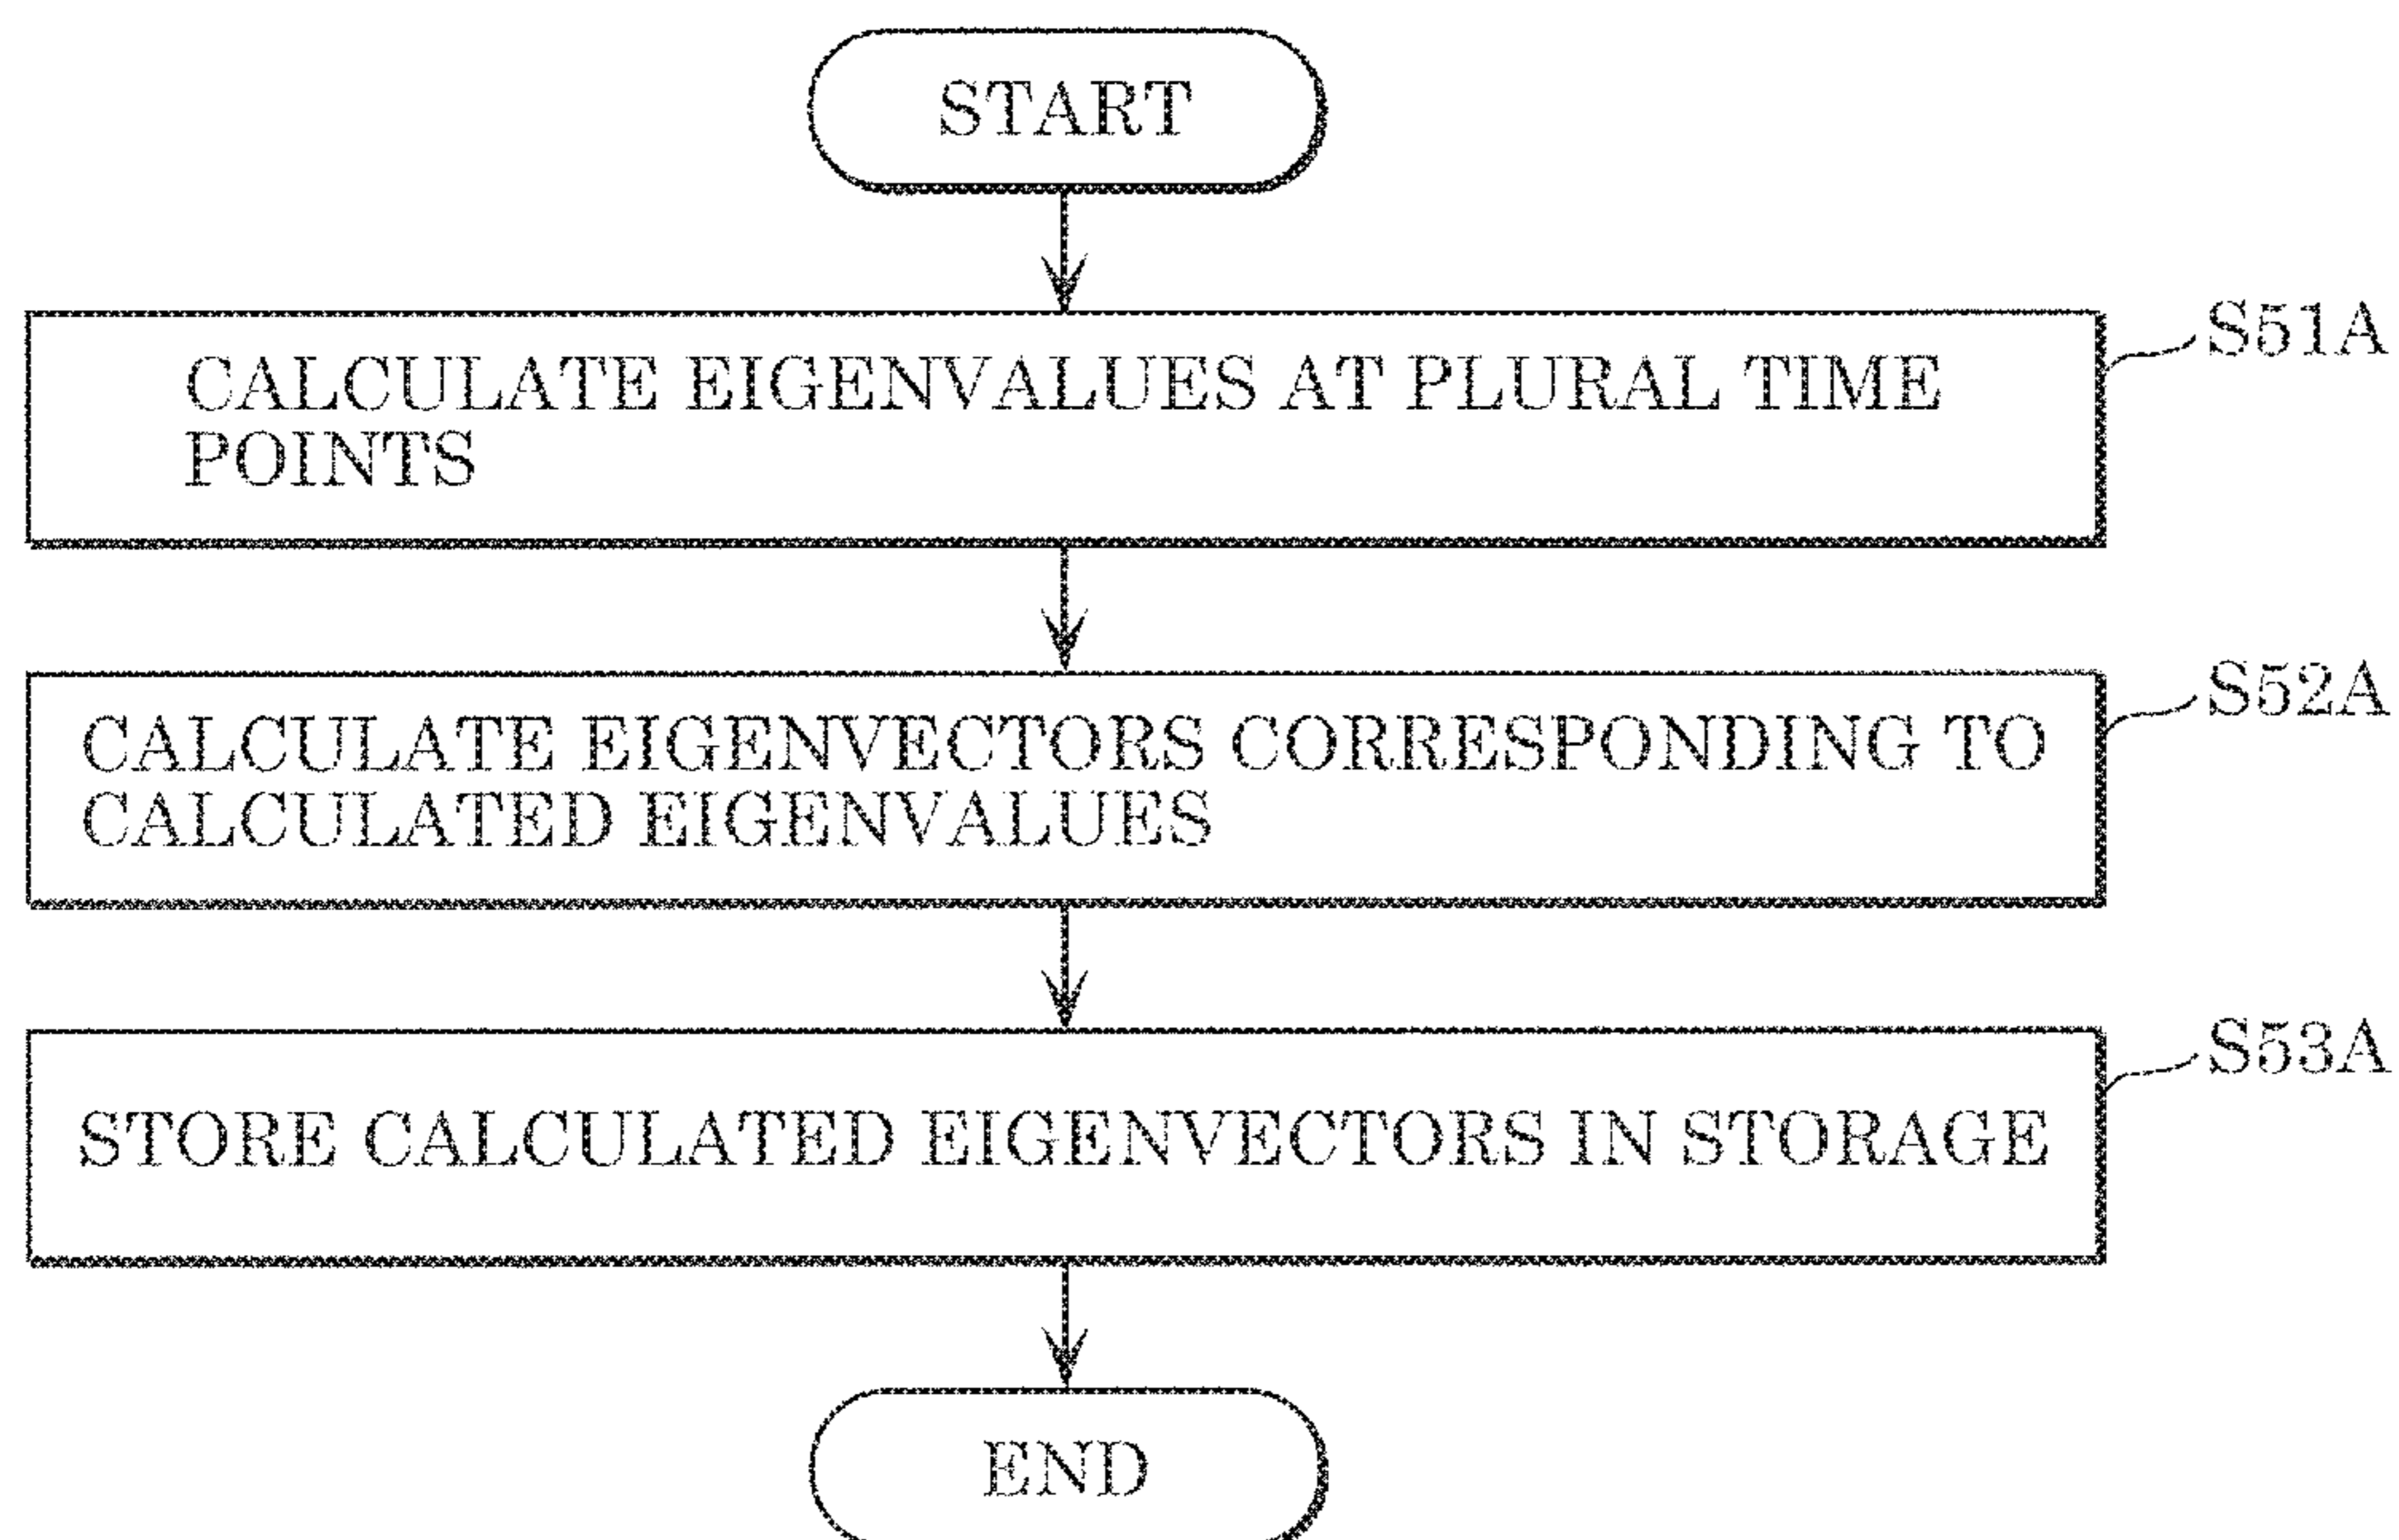 START
S51A
CALCULATE EIGENVALUES AT PLURAL TIME
POINTS
S52A
CALCULATE EIGENVECTORS CORRESPONDING TO
CALCULATED EIGENVALUES
S53A
STORE CALCULATED EIGENVECTORS IN STORAGE
END